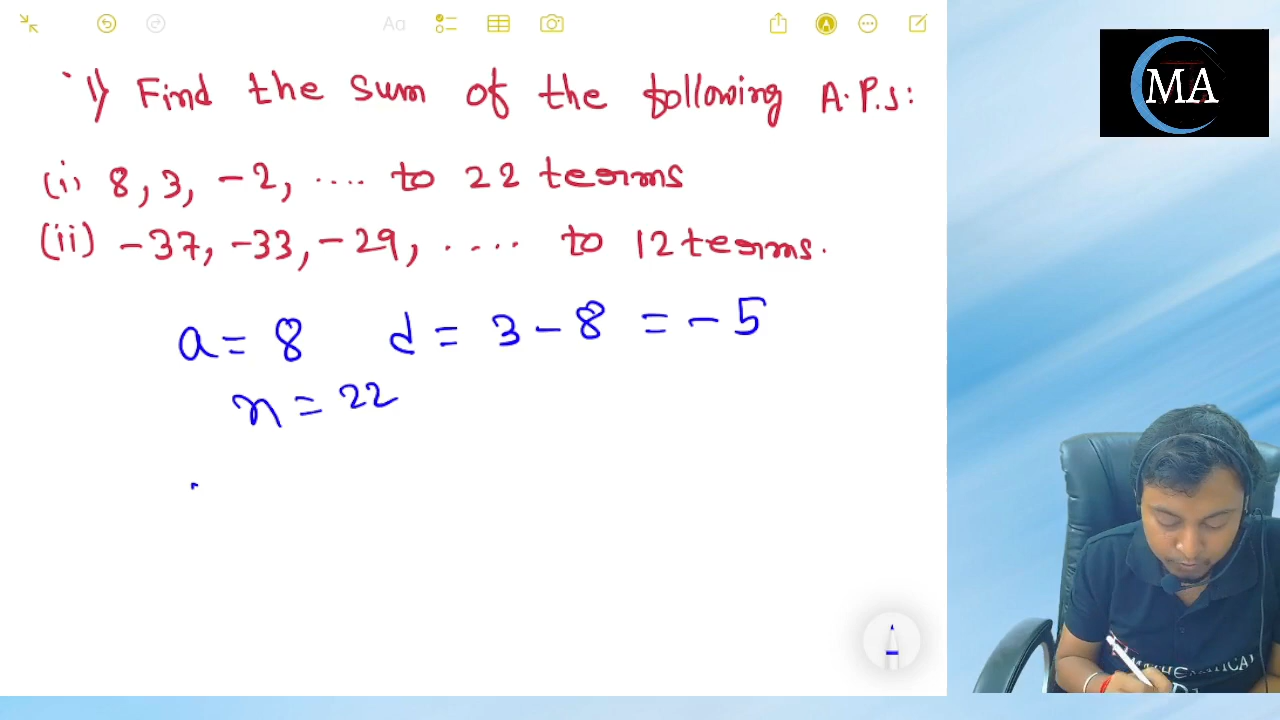 1) Find the sum of the following A.P.s:
(i) 8, 3, -2, .... to 22 terms
(ii) -37, -33, -29, ..... to 12 terms.
a = 8 d = 3 - 8 = - 5
n = 22
MA
Aa